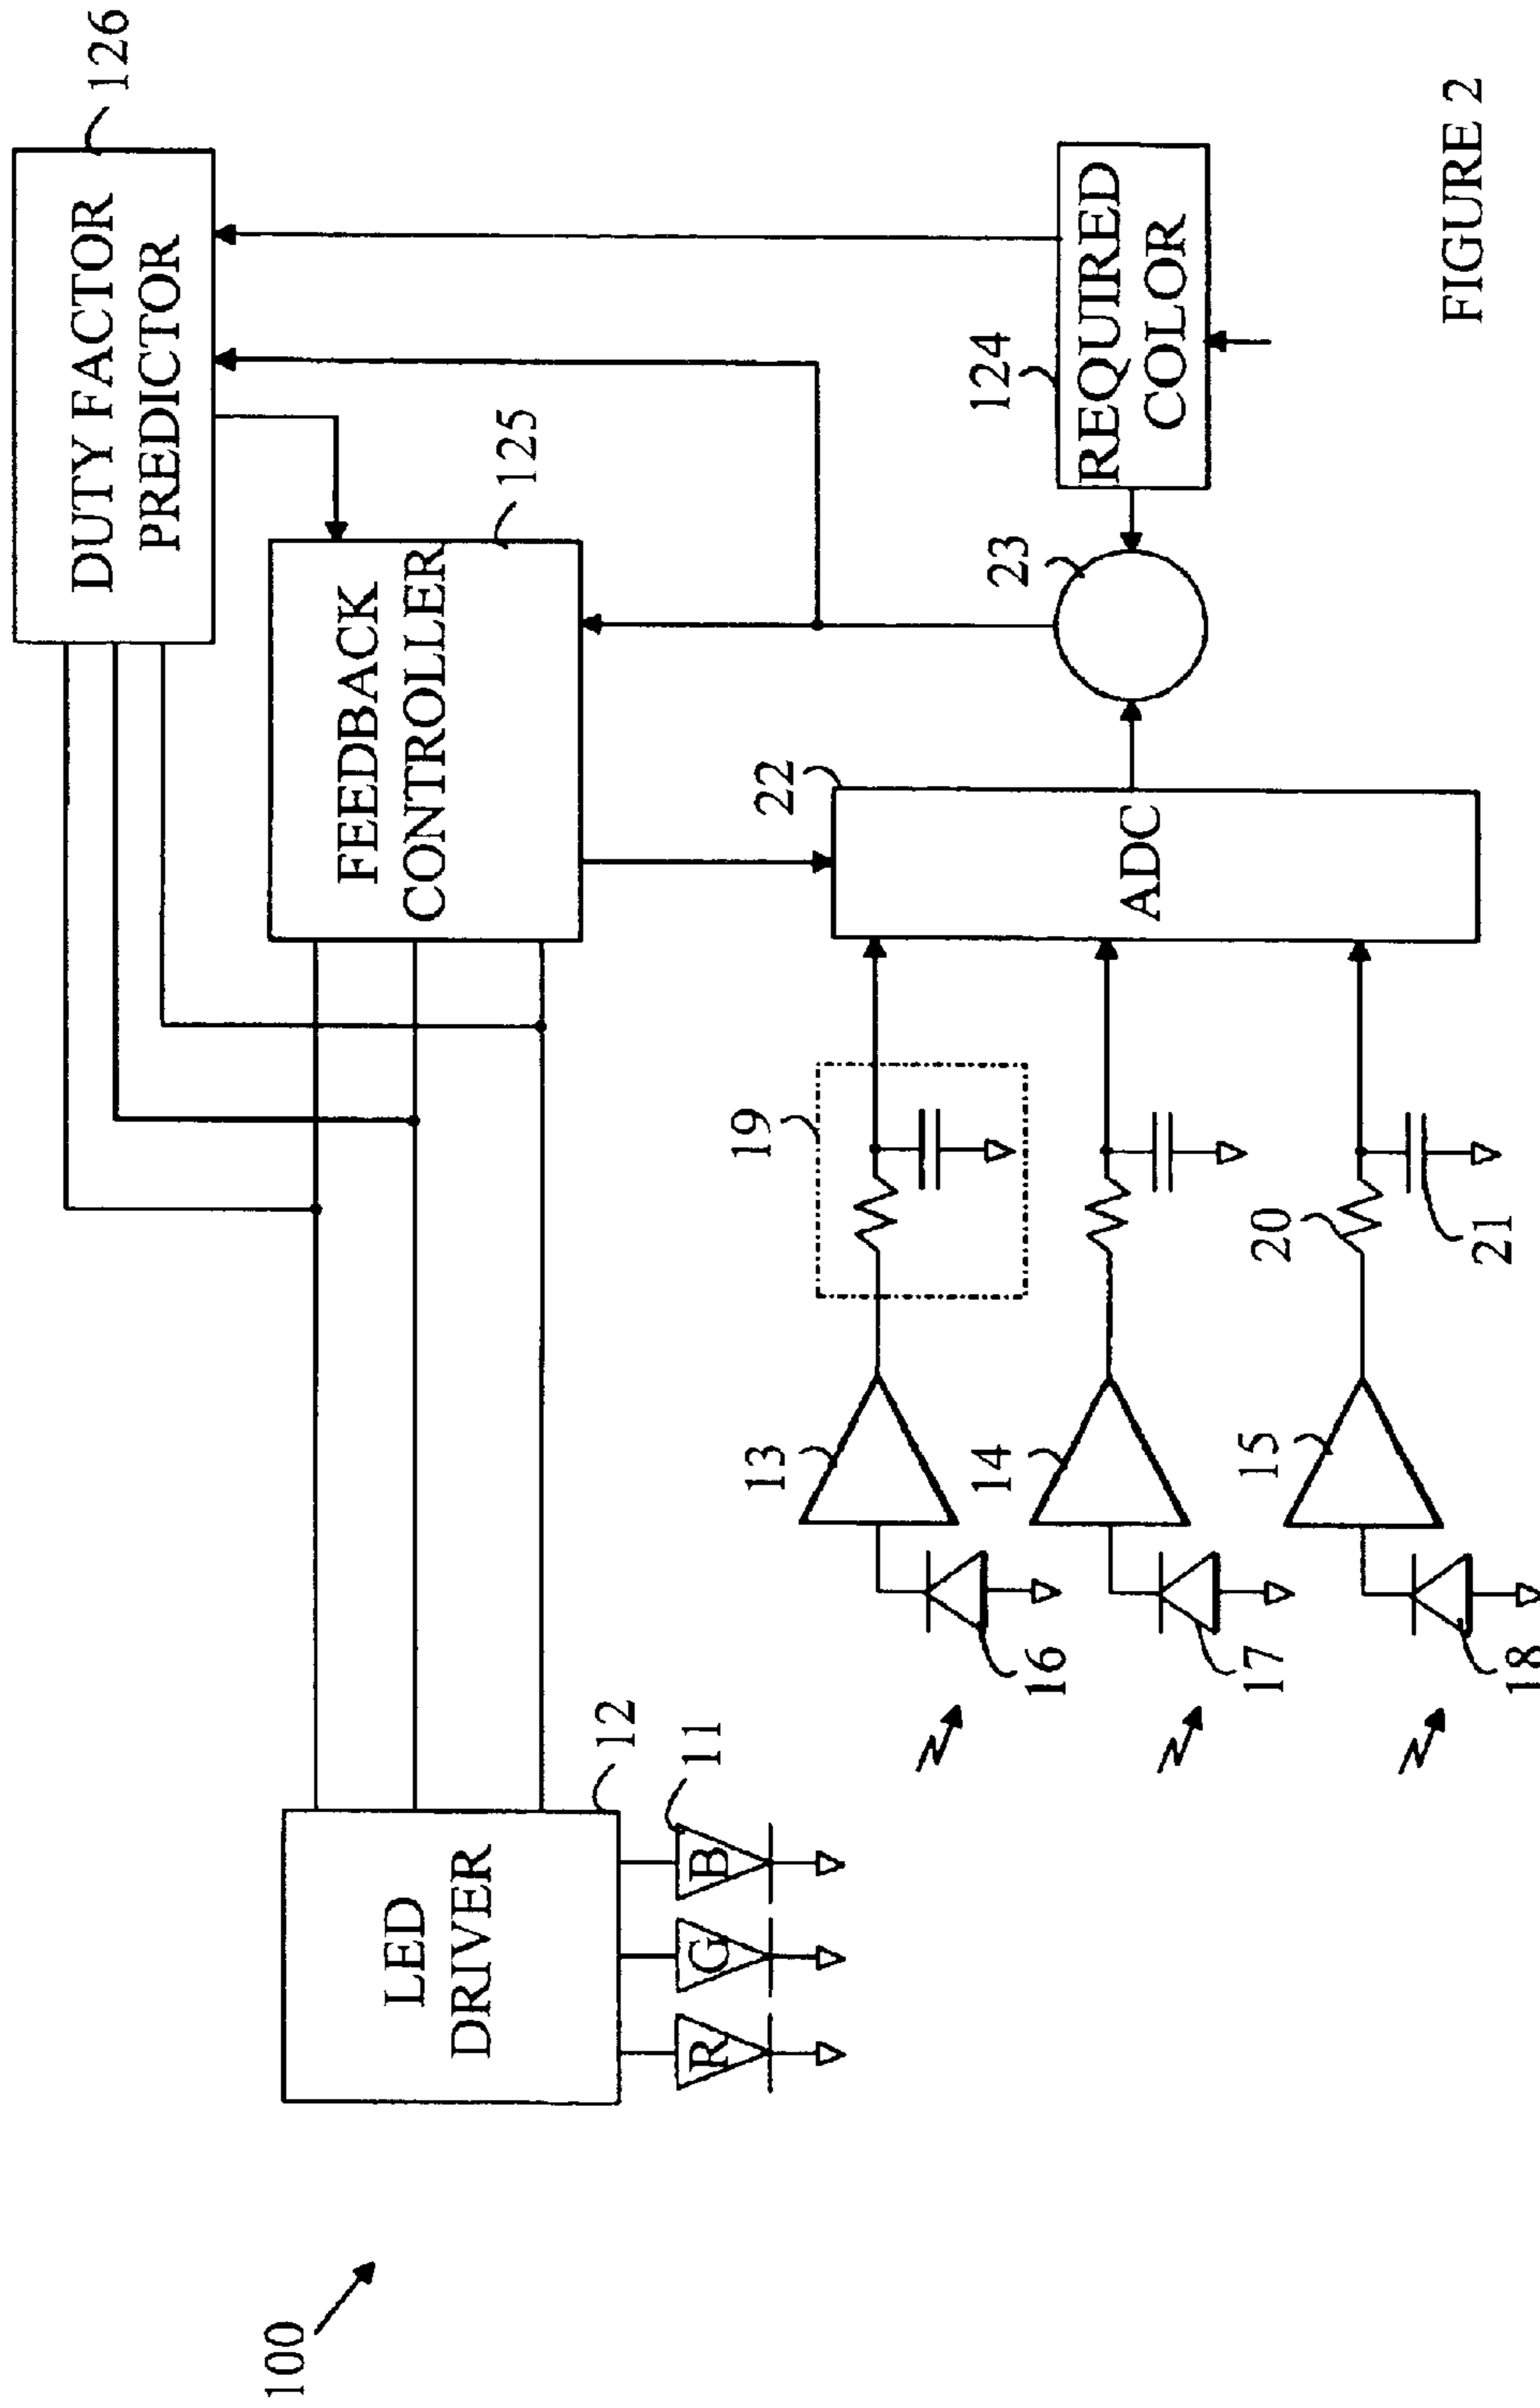 100
LED
DRIVER
12
R
G
B
11
DUTY FACTOR
PREDICTOR
126
FEEDBACK
CONTROLLER
125
16
13
19
17
14
18
15
20
21
22
ADC
23
124
REQUIRED
COLOR
FIGURE 2